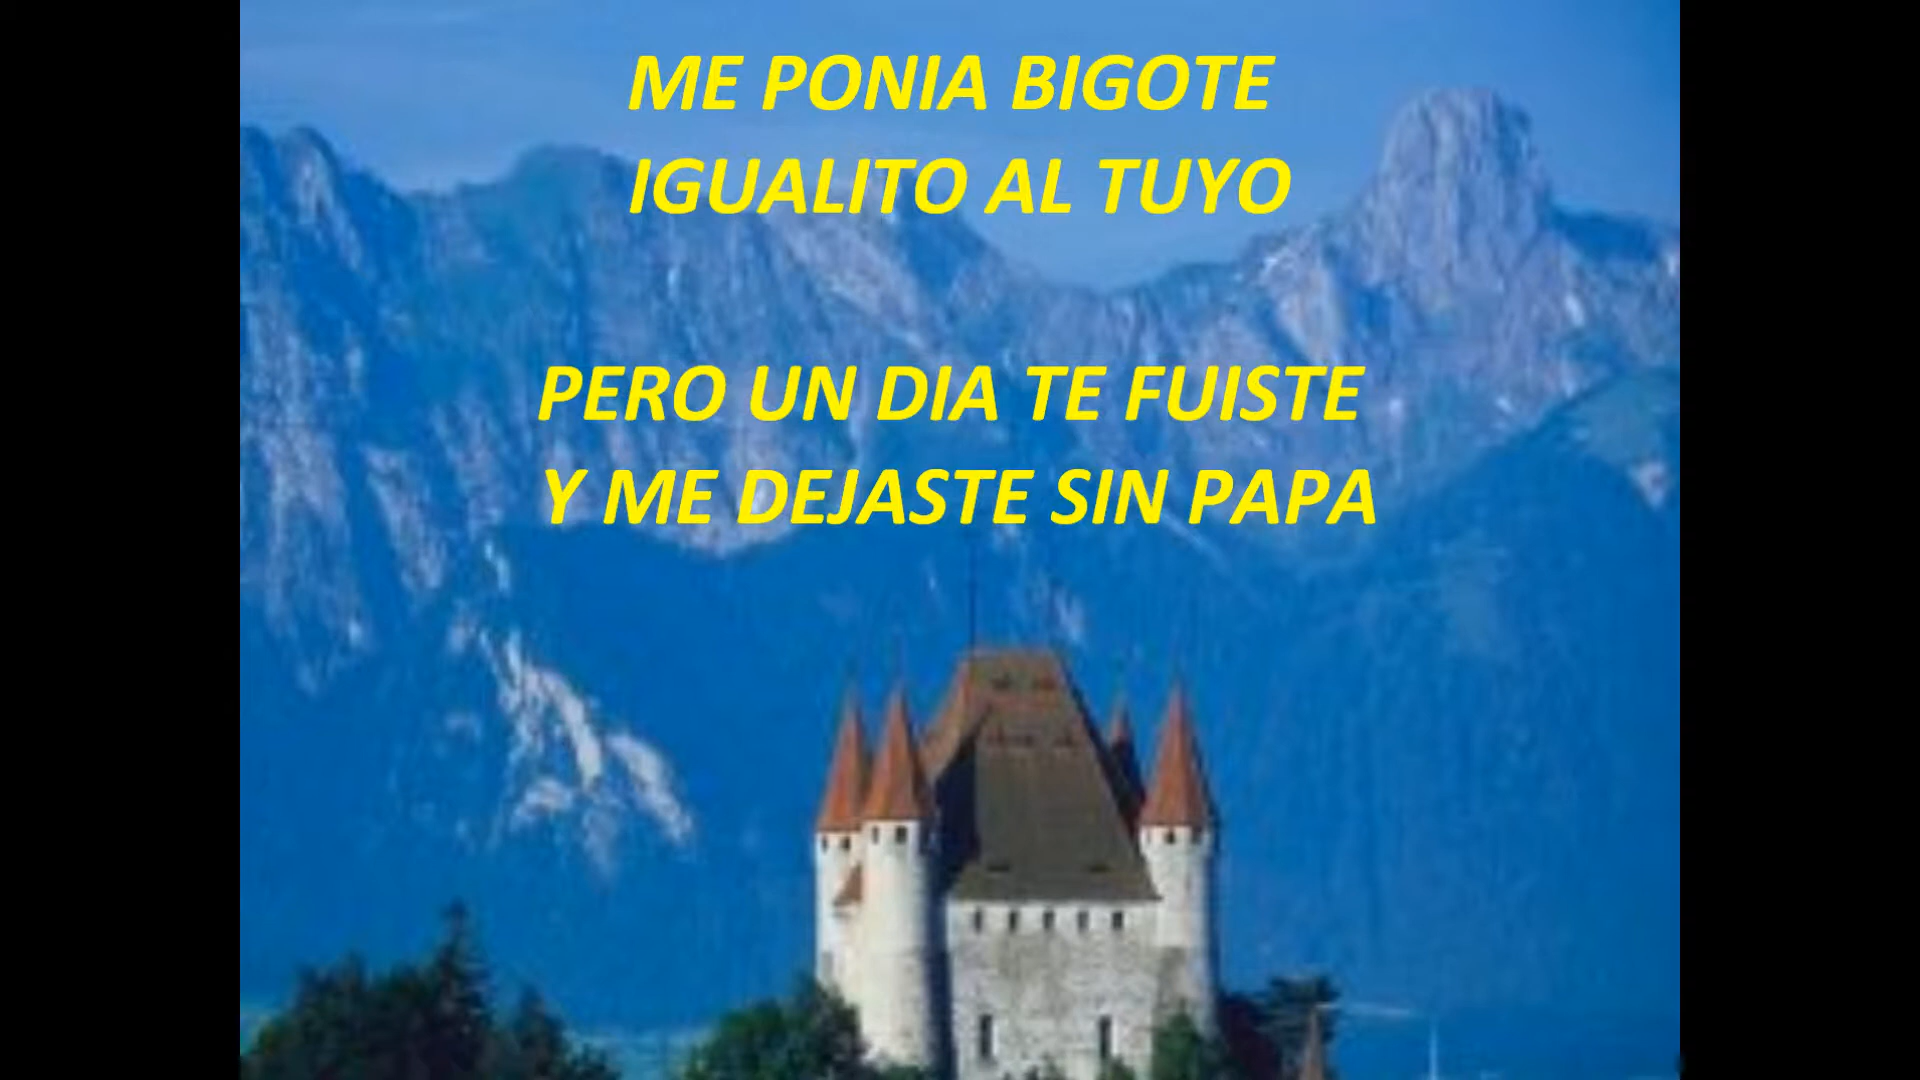 ME PONIA BIGOTE
IGUALITO AL TUYO
PERO UN DIA TE FUISTE
Y ME DEJASTE SIN PAPA